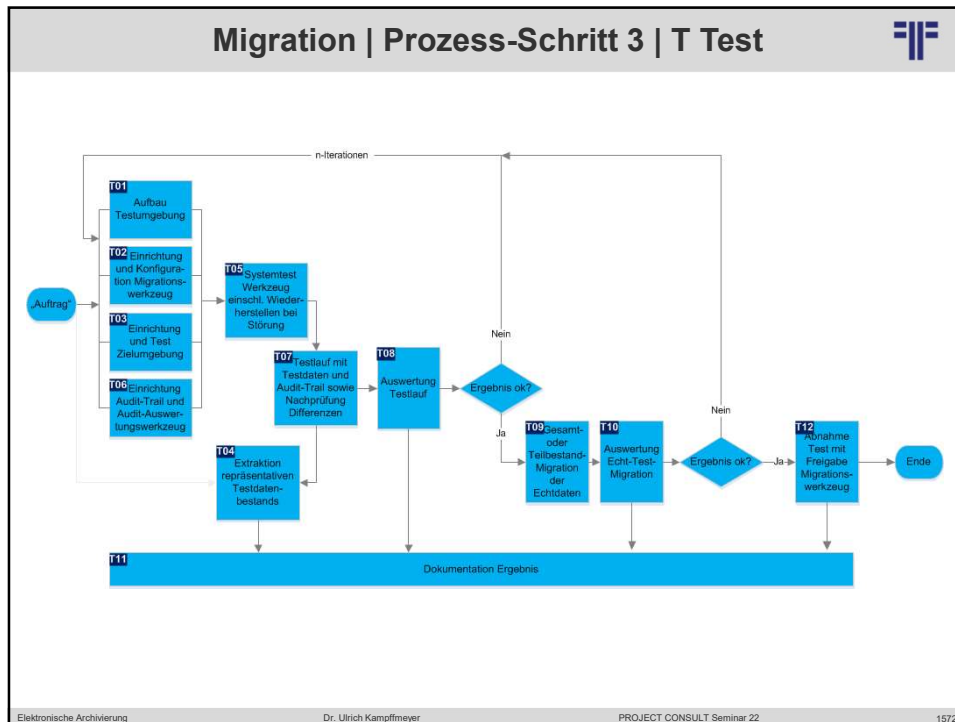 Migration | Prozess-Schritt 3 | T Test
n-Iterationen
T01
Aufbau
Testumgebung
T02
Einrichtung
und Konfigura-
tion Migrations-
werkzeug
„Auftrag“
T03
Einrichtung
und Test
Zielumgebung
T06
Einrichtung
Audit-Trail und
Audit-Auswer-
tungswerkzeug
T05
Systemtest
Werkzeug
einschl. Wieder-
herstellen bei
Störung
T07
Testlauf mit
Testdaten und
Audit-Trail sowie
Nachprüfung
Differenzen
T04
Extraktion
repräsentativen
Testdaten-
bestands
T08
Auswertung
Testlauf
Nein
Ergebnis ok?
Ja
T09
Gesamt-
oder
Teilbestand-
Migration
der
Echtdaten
T10
Auswertung
Echt-Test-
Migration
Nein
Ergebnis ok?
Ja
T12
Abnahme
Test mit
Freigabe
Migrations-
werkzeug
Ende
T11
Dokumentation Ergebnis
Elektronische Archivierung
Dr. Ulrich Kampffmeyer
PROJECT CONSULT Seminar 22
1572